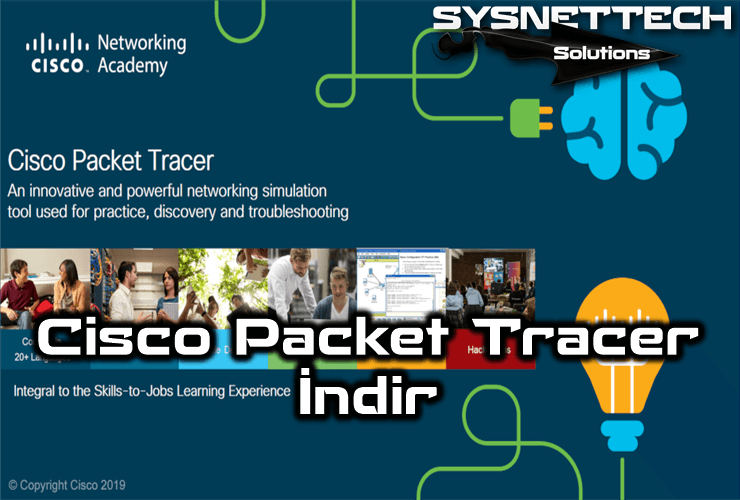 SYSNETTECH
Solutions
Networking
CISCO Academy
Cisco Packet Tracer
An innovative and powerful networking simulation
tool used for practice, discovery and troubleshooting
Cisco Packet Tracer
20+
İndir
Integral to the Skills-to-Jobs Learning Experience
© Copyright Cisco 2019